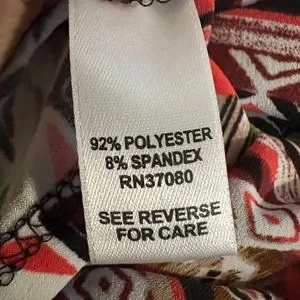 92% POLYESTER
8% SPANDEX
RN37080
SEE REVERSE
FOR CARE